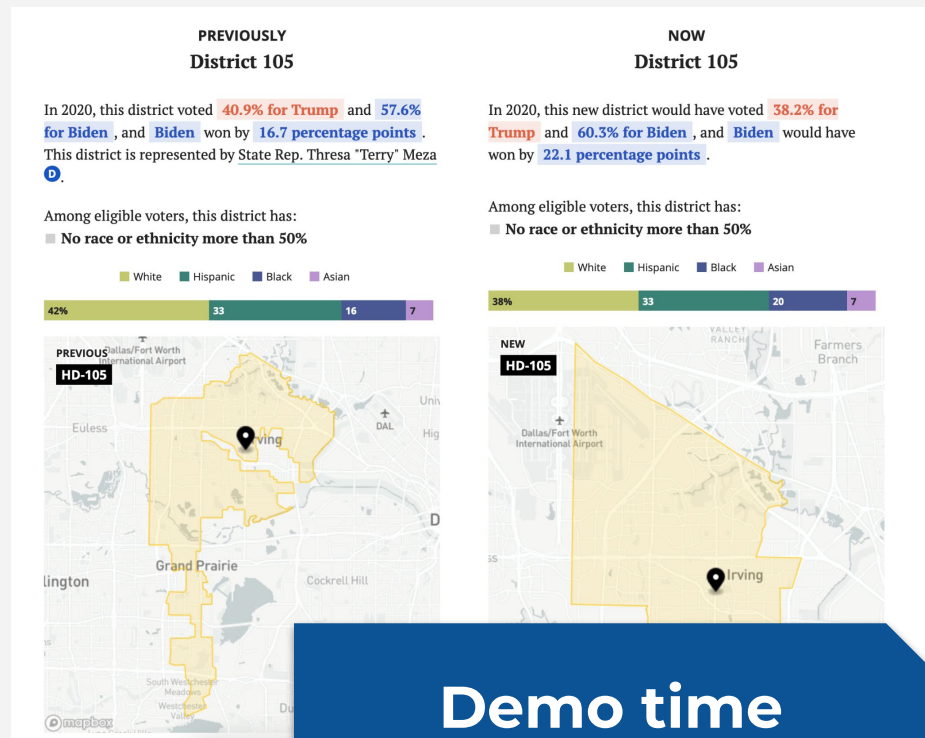 PREVIOUSLY
District 105
In 2020, this district voted 40.9% for Trump and 57.6%
for Biden , and Biden won by 16.7 percentage points .
This district is represented by State Rep. Thresa "Terry" Meza
D .
Among eligible voters, this district has:
No race or ethnicity more than 50%
White Hispanic Black Asian
42% 33 16 7
PREVIOUS
HD-105
Dallas/Fort Worth
International Airport
Euless
DAL
Grand Prairie
Cockrell Hill
South Westchester
Meadows
Westchester
Valley
mapbox
NOW
District 105
In 2020, this new district would have voted 38.2% for
Trump and 60.3% for Biden , and Biden would have
won by 22.1 percentage points .
Among eligible voters, this district has:
No race or ethnicity more than 50%
White Hispanic Black Asian
38% 33 20 7
NEW
HD-105
VALLEY
RANCH
Farmers
Branch
Dallas/Fort Worth
International Airport
Irving
Demo time